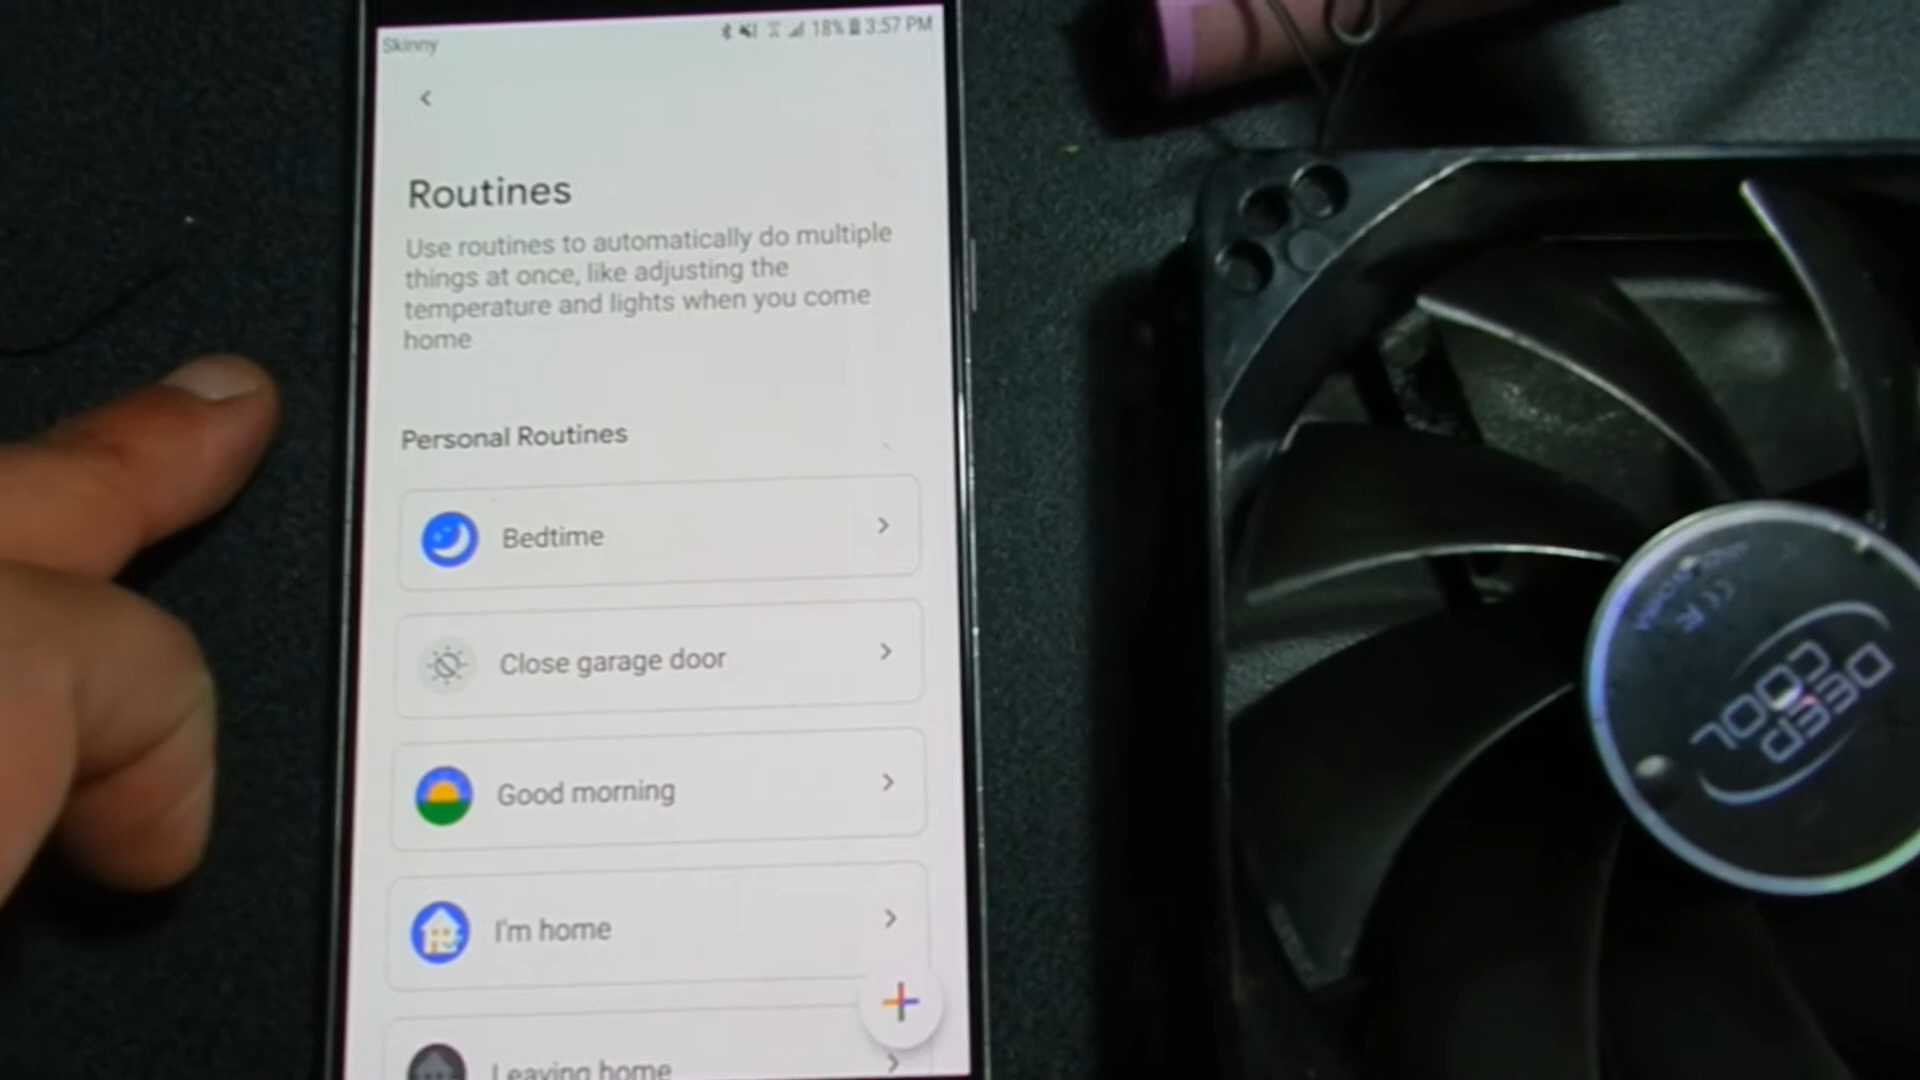 Skinny
18% 3:57 PM
Routines
Use routines to automatically do multiple
things at once, like adjusting the
temperature and lights when you come
home
Personal Routines
Bedtime
Close garage door
Good morning
I'm home
Leaving home
DEEP
COOL